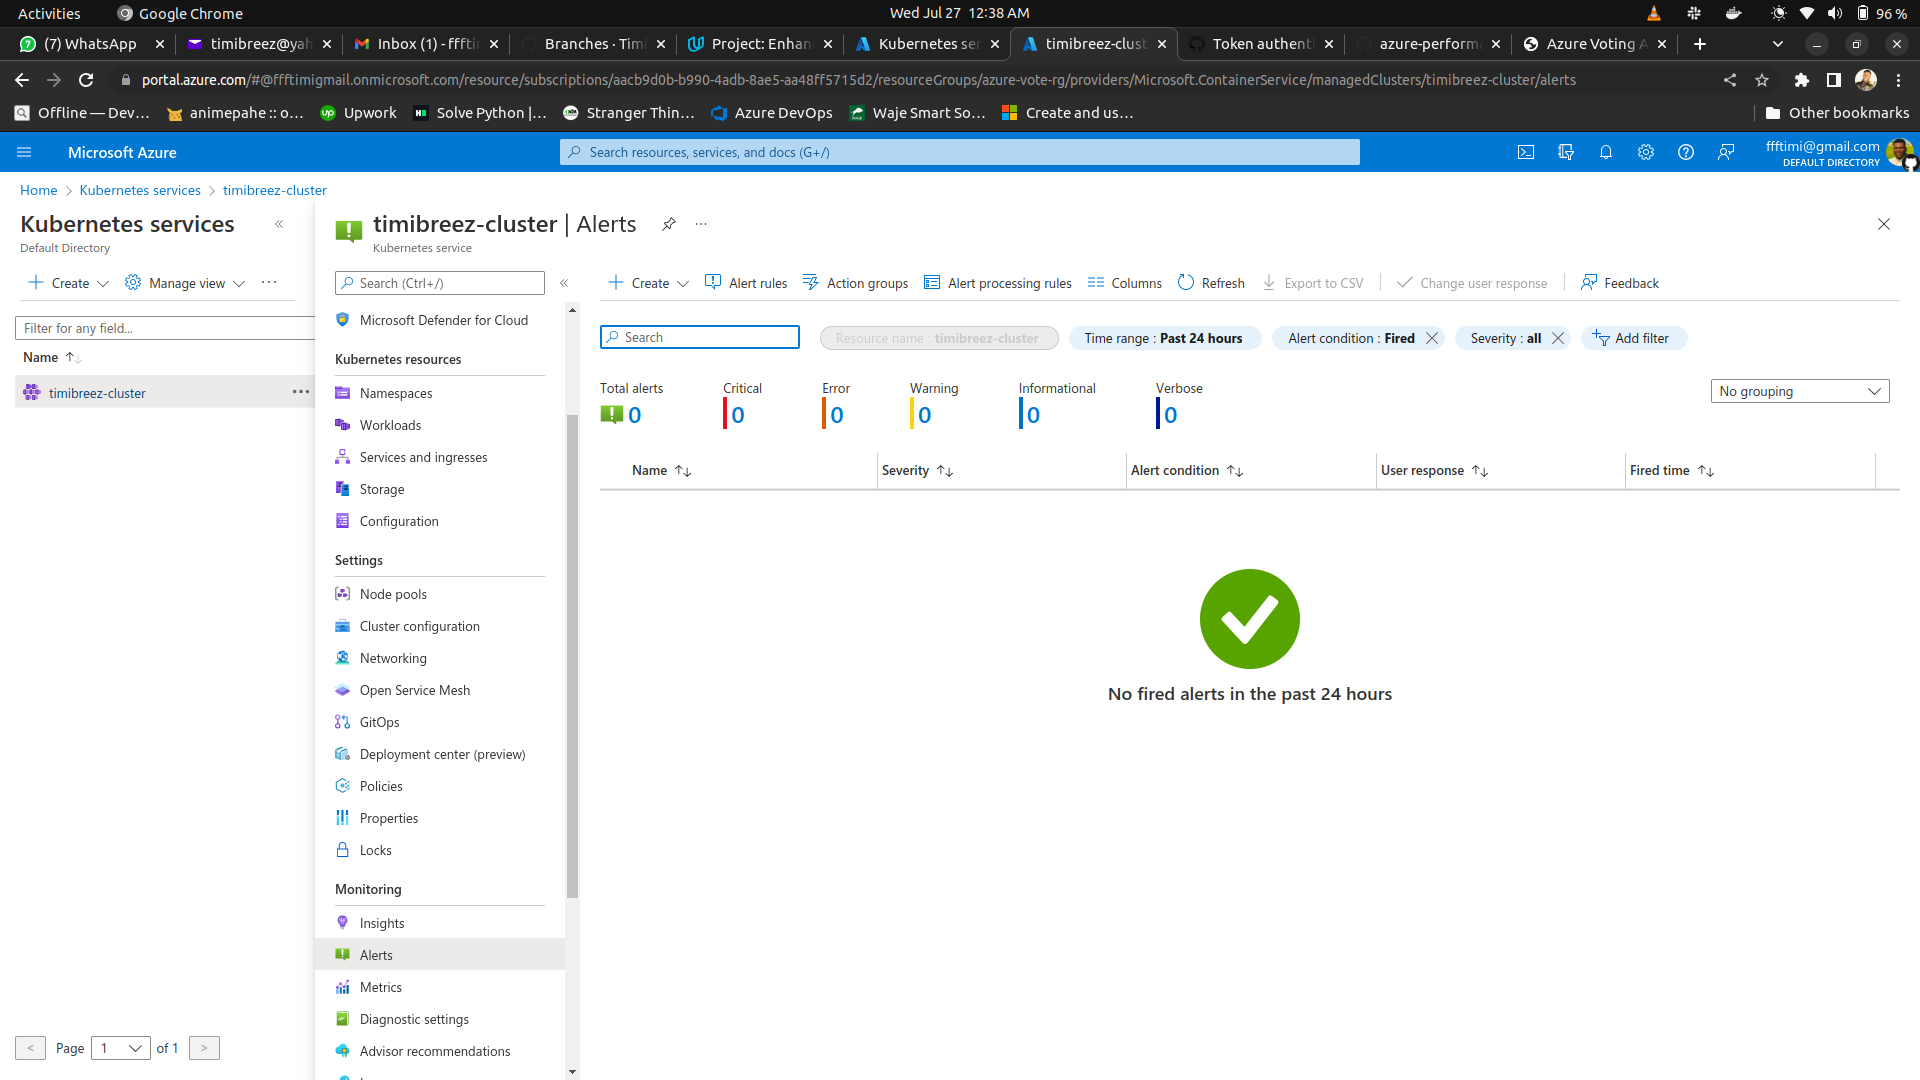 Activities
Google Chrome
Wed Jul 27 12:38 AM
96 %
(7) WhatsApp
timibreez@yah
Inbox (1) - ffftim
Branches · Timi
Project: Enhan
Kubernetes ser
timibreez-clust
Token authenti
azure-performa
Azure Voting A
portal.azure.com/#@ffftimigmail.onmicrosoft.com/resource/subscriptions/aacb9d0b-b990-4adb-8ae5-aa48ff5715d2/resourceGroups/azure-vote-rg/providers/Microsoft.ContainerService/managedClusters/timibreez-cluster/alerts
Offline — Dev...
animepahe :: o...
Upwork
Solve Python |...
Stranger Thin...
Azure DevOps
Waje Smart So...
Create and us...
Other bookmarks
Microsoft Azure
Search resources, services, and docs (G+/)
ffftimi@gmail.com
DEFAULT DIRECTORY
Home > Kubernetes services > timibreez-cluster
Kubernetes services
Default Directory
Create
Manage view
Filter for any field...
Name
timibreez-cluster
< Page 1 of 1 >
timibreez-cluster | Alerts
Kubernetes service
Search (Ctrl+/)
Microsoft Defender for Cloud
Kubernetes resources
Namespaces
Workloads
Services and ingresses
Storage
Configuration
Settings
Node pools
Cluster configuration
Networking
Open Service Mesh
GitOps
Deployment center (preview)
Policies
Properties
Locks
Monitoring
Insights
Alerts
Metrics
Diagnostic settings
Advisor recommendations
Create
Alert rules
Action groups
Alert processing rules
Columns
Refresh
Export to CSV
Change user response
Feedback
Search
Resource name : timibreez-cluster
Time range : Past 24 hours
Alert condition : Fired
Severity : all
Add filter
Total alerts
0
Critical
0
Error
0
Warning
0
Informational
0
Verbose
0
No grouping
Name
Severity
Alert condition
User response
Fired time
No fired alerts in the past 24 hours